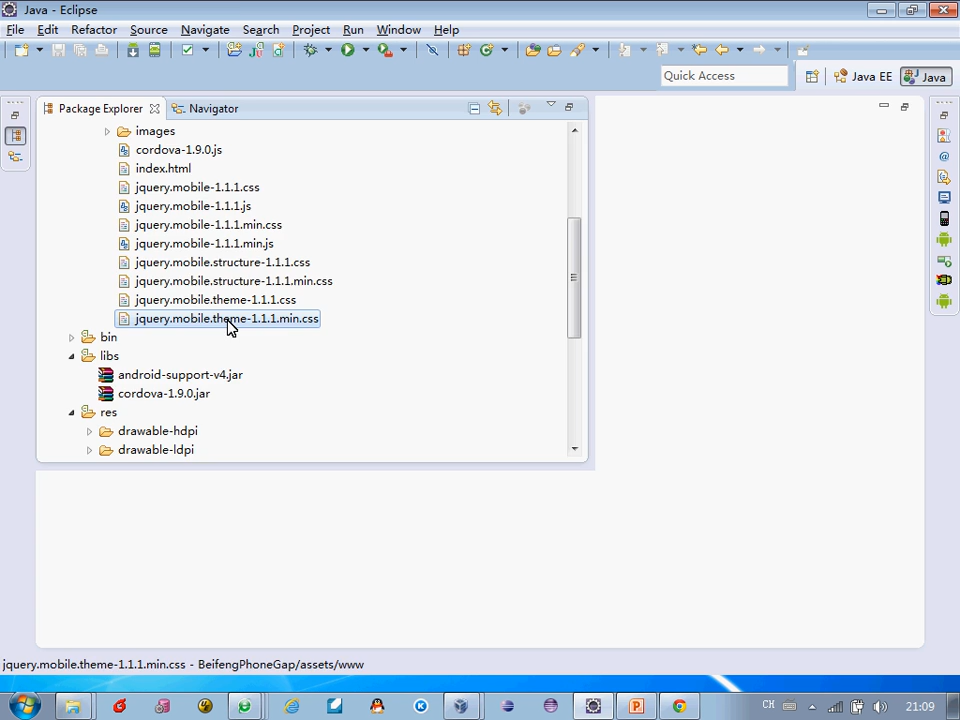 Java - Eclipse
File Edit Refactor Source Navigate Search Project Run Window Help
Quick Access
Java EE
Java
Package Explorer
Navigator
images
cordova-1.9.0.js
index.html
jquery.mobile-1.1.1.css
jquery.mobile-1.1.1.js
jquery.mobile-1.1.1.min.css
jquery.mobile-1.1.1.min.js
jquery.mobile.structure-1.1.1.css
jquery.mobile.structure-1.1.1.min.css
jquery.mobile.theme-1.1.1.css
jquery.mobile.theme-1.1.1.min.css
bin
libs
android-support-v4.jar
cordova-1.9.0.jar
res
drawable-hdpi
drawable-ldpi
jquery.mobile.theme-1.1.1.min.css - BeifengPhoneGap/assets/www
CH
21:09